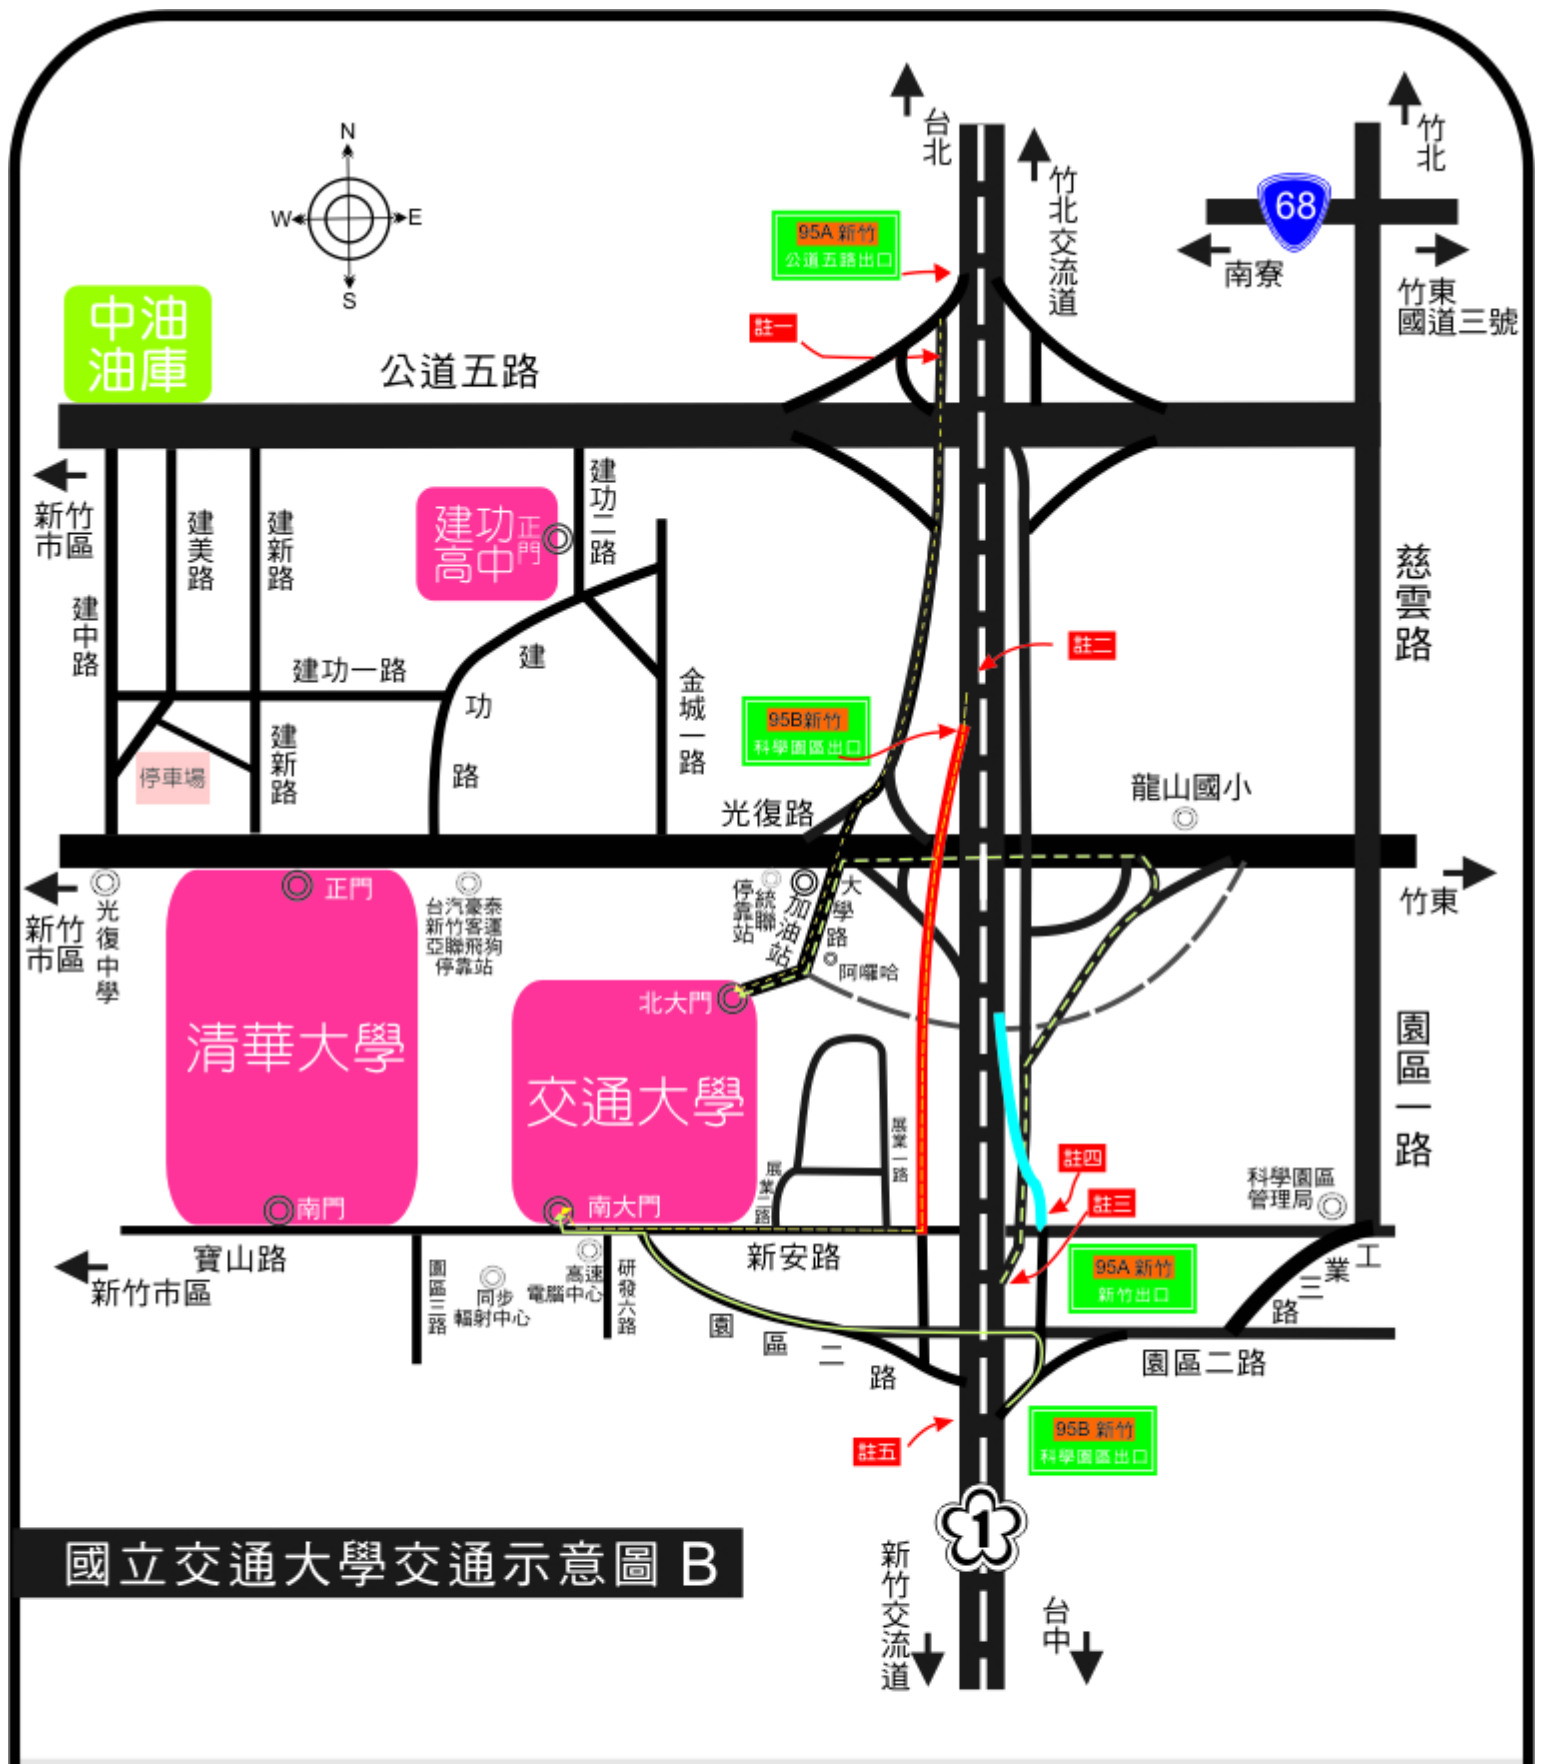 N
W
E
S
台北
竹北交流道
竹北
68
南寮
竹東
國道三號
95A 新竹
公道五路出口
註一
中油
油庫
公道五路
新竹
市區
建中路
建美路
建新路
建功
高中
正門
建功二路
建功一路
建功路
金城一路
建新路
停車場
註二
95B新竹
科學園區出口
慈雲路
光復路
龍山國小
新竹
市區
光復中學
正門
台汽豪泰
新竹客運
亞聯飛狗
停靠站
統聯
停靠站
加油站
大學路
阿囉哈
竹東
清華大學
北大門
交通大學
園區一路
展業一路
展業二路
註四
註三
科學園區
管理局
南門
南大門
寶山路
新安路
新竹市區
園區三路
同步
輻射中心
高速
電腦中心
研發六路
園區二路
95A 新竹
新竹出口
工業三路
園區二路
95B 新竹
科學園區出口
註五
1
國立交通大學交通示意圖 B
新竹交流道
台中